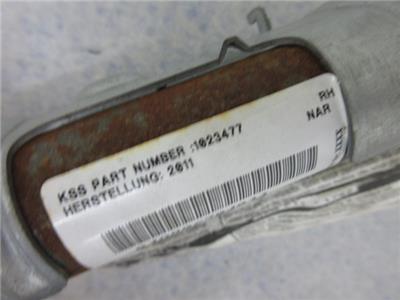 KSS PART NUMBER :1023477
HERSTELLUNG: 2011
RH
NAR